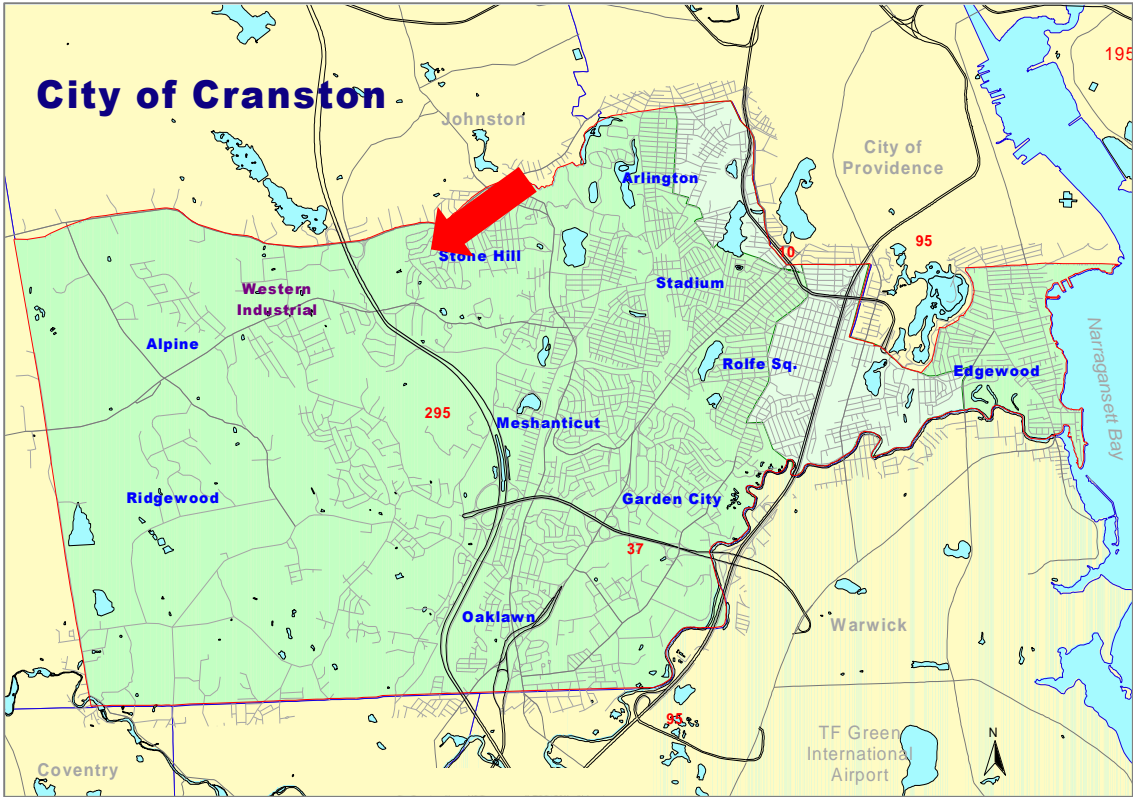 195
City of Cranston
Johnston
City of
Providence
Arlington
10
95
Stone Hill
Stadium
Western
Industrial
Narragansett Bay
Alpine
Rolfe Sq.
Edgewood
295
Meshanticut
Ridgewood
Garden City
37
Oaklawn
Warwick
95
TF Green
International
Airport
N
Coventry